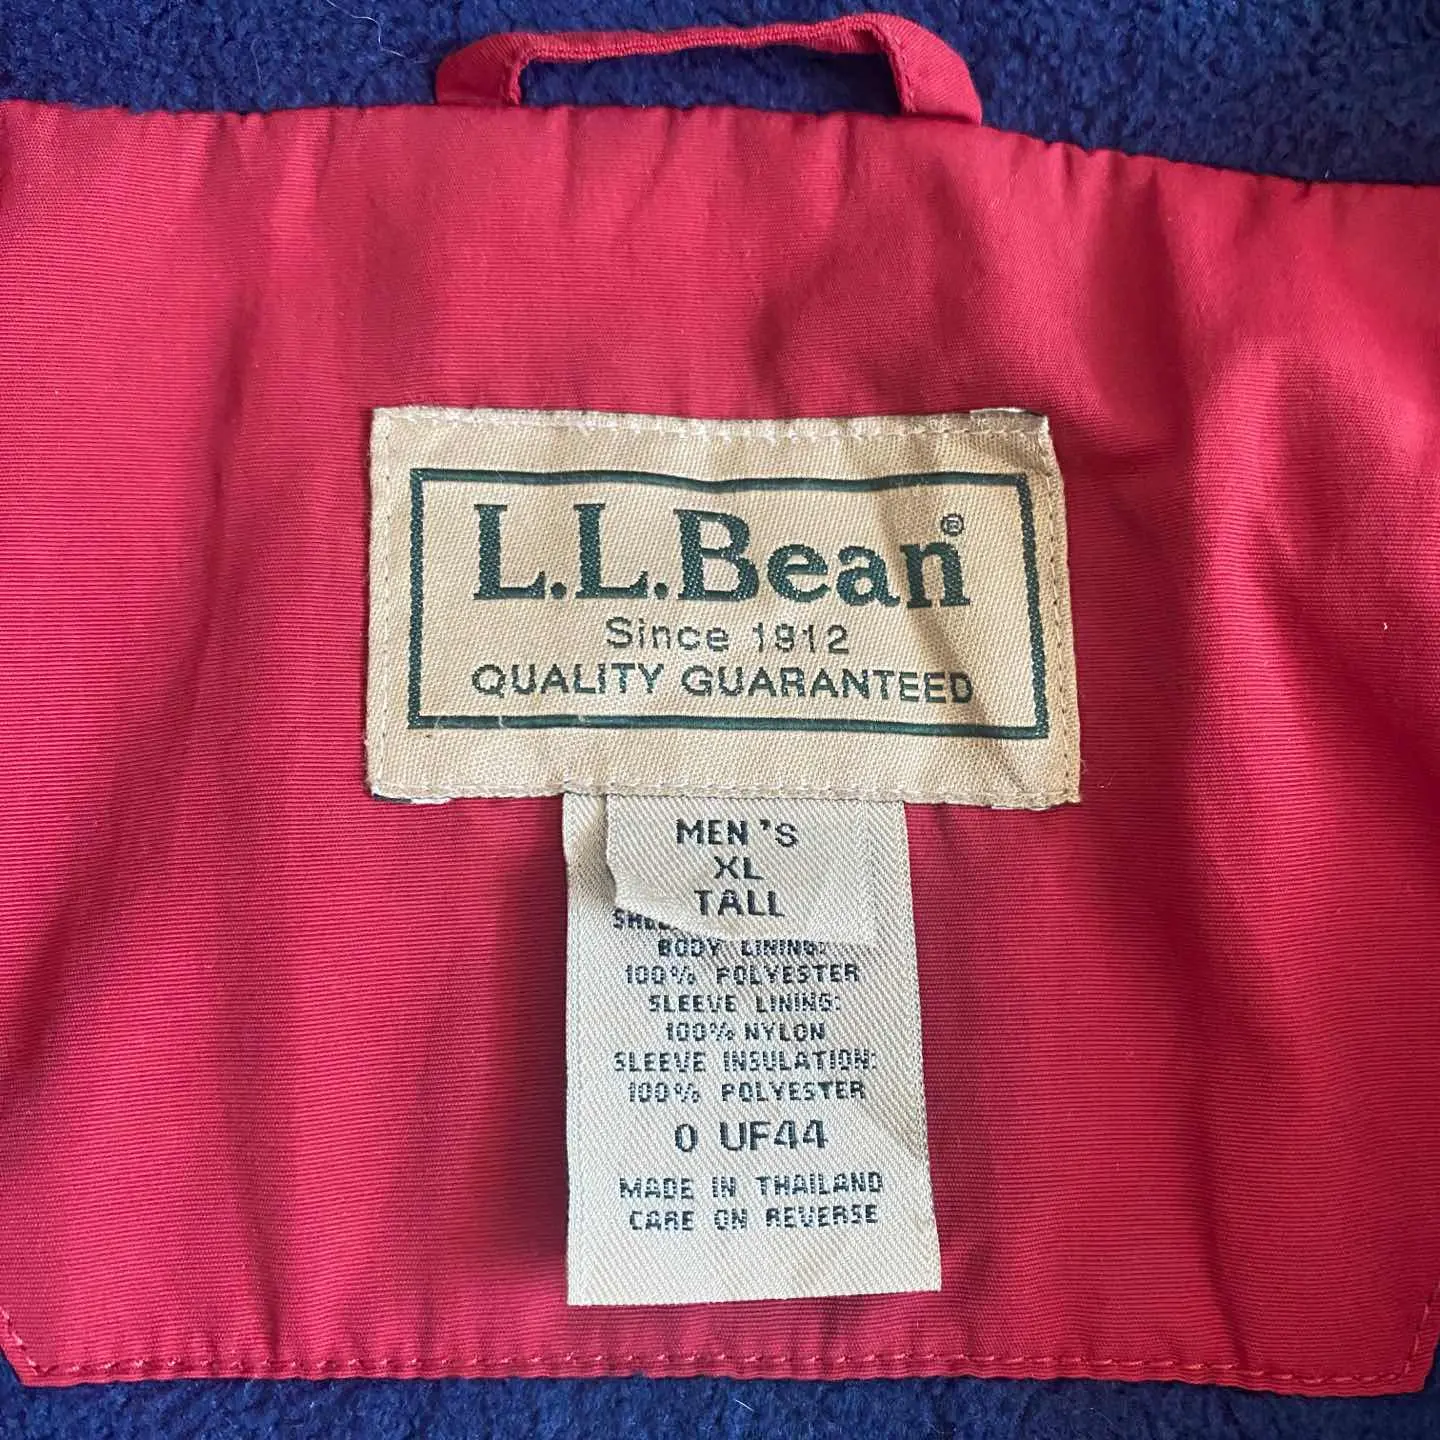 L.L.Bean®
Since 1912
QUALITY GUARANTEED
MEN'S
XL
TALL
BODY LINING:
100% POLYESTER
SLEEVE LINING:
100% NYLON
SLEEVE INSULATION:
100% POLYESTER
0 UF44
MADE IN THAILAND
CARE ON REVERSE